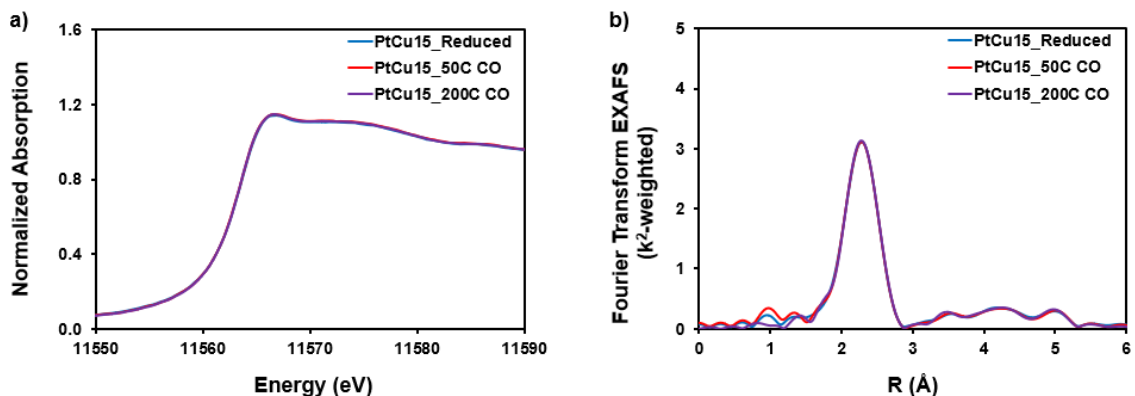 a)
Normalized Absorption
1.6
1.2
0.8
0.4
0.0
PtCu15_Reduced
PtCu15_50C CO
PtCu15_200C CO
11550
11560
11570
11580
11590
Energy (eV)
b)
Fourier Transform EXAFS
(k²-weighted)
5
4
3
2
1
0
PtCu15_Reduced
PtCu15_50C CO
PtCu15_200C CO
0
1
2
3
4
5
6
R (Å)